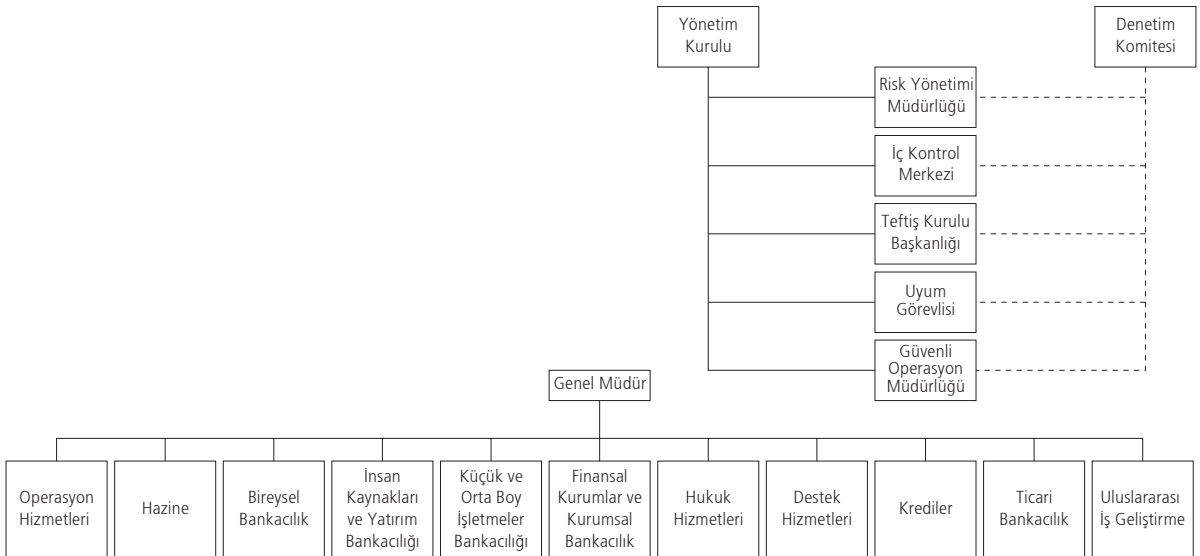 Yönetim
Kurulu
Denetim
Komitesi
Risk Yönetimi
Müdürlüğü
İç Kontrol
Merkezi
Teftiş Kurulu
Başkanlığı
Uyum
Görevlisi
Güvenli
Operasyon
Müdürlüğü
Genel Müdür
Operasyon
Hizmetleri
Hazine
Bireysel
Bankacılık
İnsan
Kaynakları
ve Yatırım
Bankacılığı
Küçük ve
Orta Boy
İşletmeler
Bankacılığı
Finansal
Kurumlar ve
Kurumsal
Bankacılık
Hukuk
Hizmetleri
Destek
Hizmetleri
Krediler
Ticari
Bankacılık
Uluslararası
İş Geliştirme